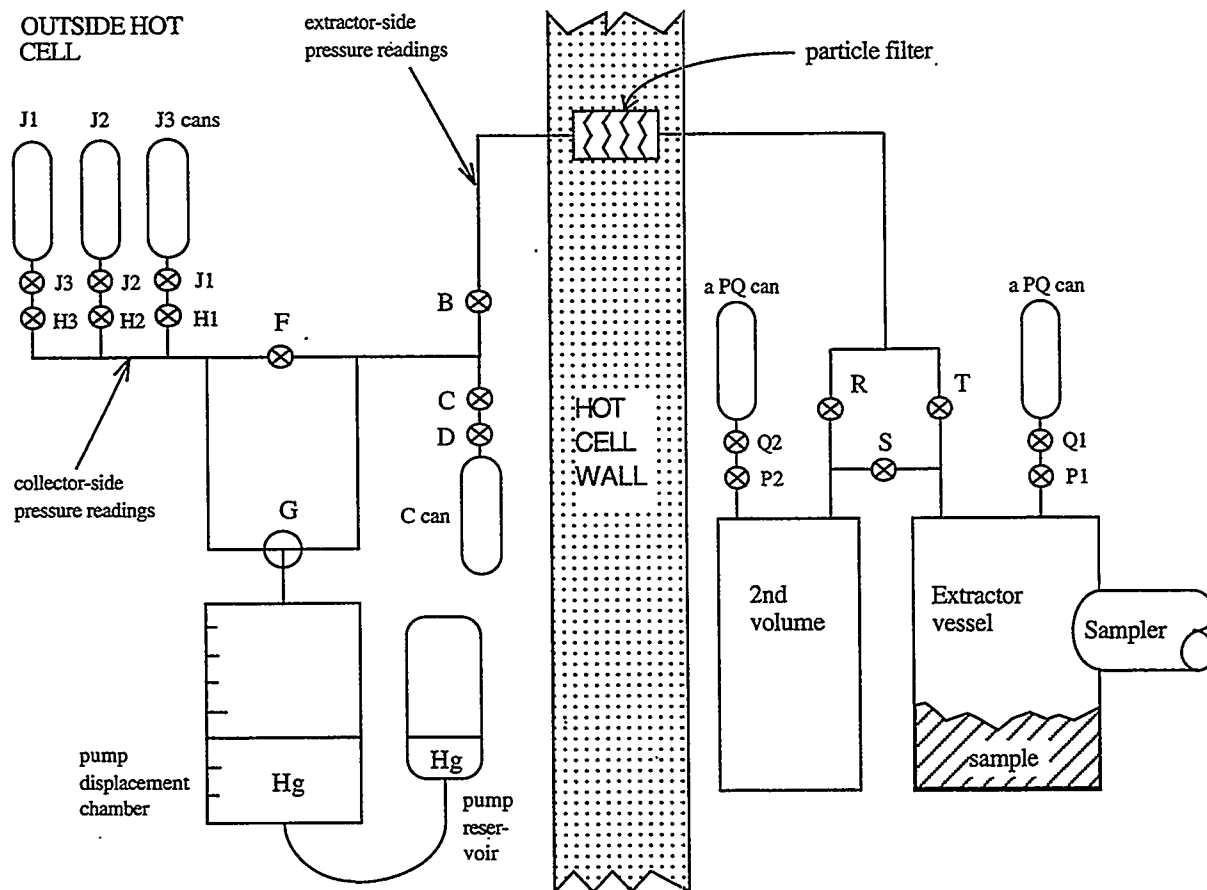 OUTSIDE HOT
CELL
extractor-side
pressure readings
particle filter
J1
J2
J3 cans
J3
J2
J1
H3
H2
H1
F
B
C
D
C can
collector-side
pressure readings
G
Hg
Hg
pump
displacement
chamber
pump
reser-
voir
HOT
CELL
WALL
a PQ can
a PQ can
R
T
S
Q2
P2
Q1
P1
2nd
volume
Extractor
vessel
Sampler
sample